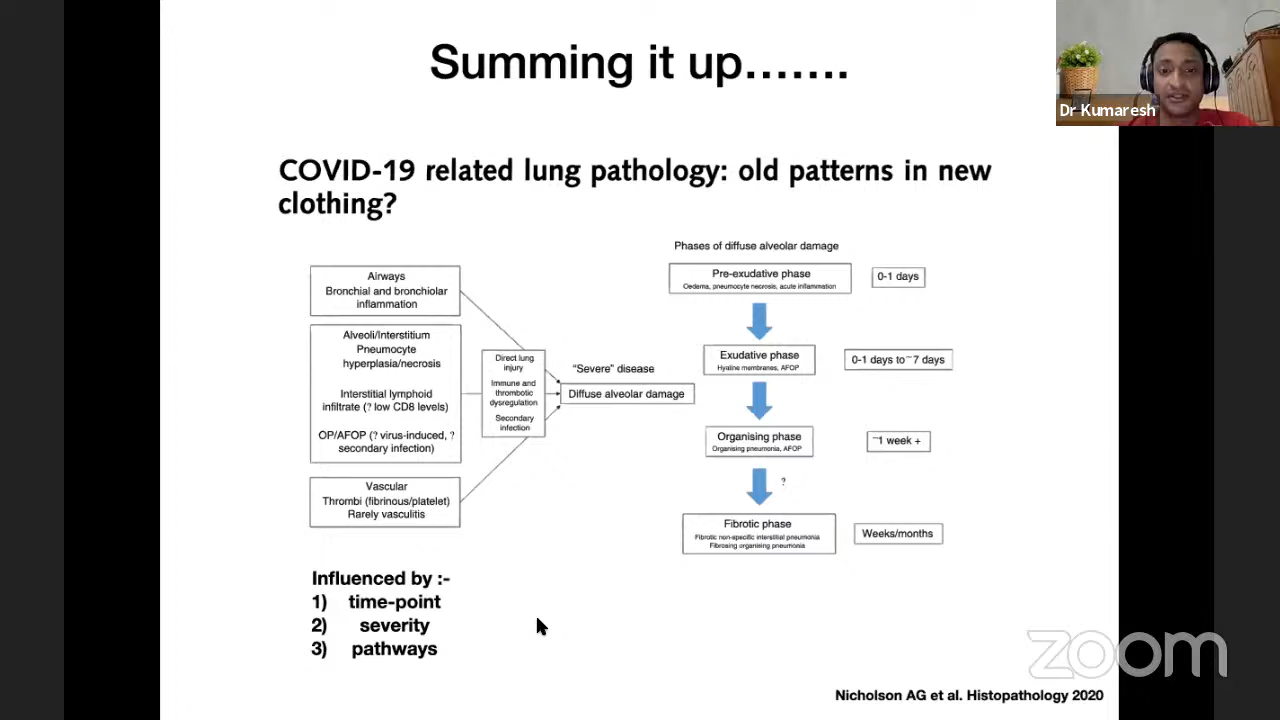 Summing it up.......
Dr Kumaresh
COVID-19 related lung pathology: old patterns in new
clothing?
Airways
Bronchial and bronchiolar
inflammation
Alveoli/Interstitium
Pneumocyte
hyperplasia/necrosis
Interstitial lymphoid
infiltrate (? low CD8 levels)
OP/AFOP (? virus-induced, ?
secondary infection)
Vascular
Thrombi (fibrinous/platelet)
Rarely vasculitis
Direct lung
injury
Immune and
thrombotic
dysregulation
Secondary
infection
"Severe" disease
Diffuse alveolar damage
Phases of diffuse alveolar damage
Pre-exudative phase
Oedema, pneumocyte necrosis, acute inflammation
0-1 days
Exudative phase
Hyaline membranes, AFOP
0-1 days to ~7 days
Organising phase
Organising pneumonia, AFOP
~1 week +
?
Fibrotic phase
Fibrotic non-specific interstitial pneumonia
Fibrosing organising pneumonia
Weeks/months
Influenced by :-
1) time-point
2) severity
3) pathways
zoom
Nicholson AG et al. Histopathology 2020